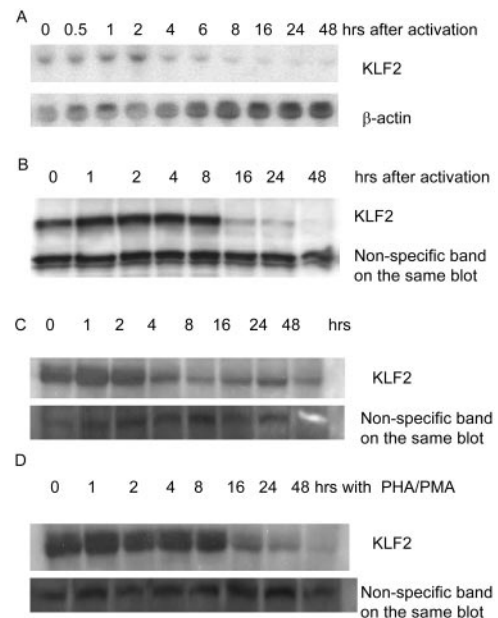 A
0 0.5 1 2 4 6 8 16 24 48 hrs after activation
KLF2
β-actin
B
0 1 2 4 8 16 24 48 hrs after activation
KLF2
Non-specific band
on the same blot
C 0 1 2 4 8 16 24 48 hrs
KLF2
Non-specific band
on the same blot
D
0 1 2 4 8 16 24 48 hrs with PHA/PMA
KLF2
Non-specific band
on the same blot